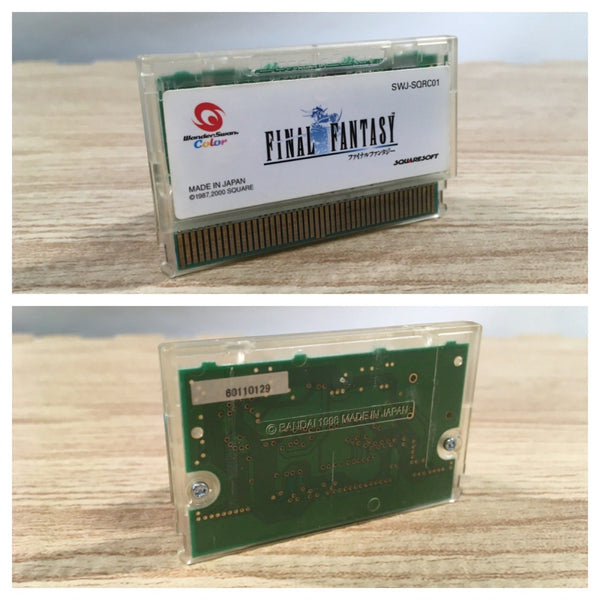 SWJ-SQRC01
WonderSwan
Color
FINAL FANTASY
ファイナルファンタジー
MADE IN JAPAN
©1987,2000 SQUARE
SQUARESOFT
60110129
© BANDAI 1998 MADE IN JAPAN